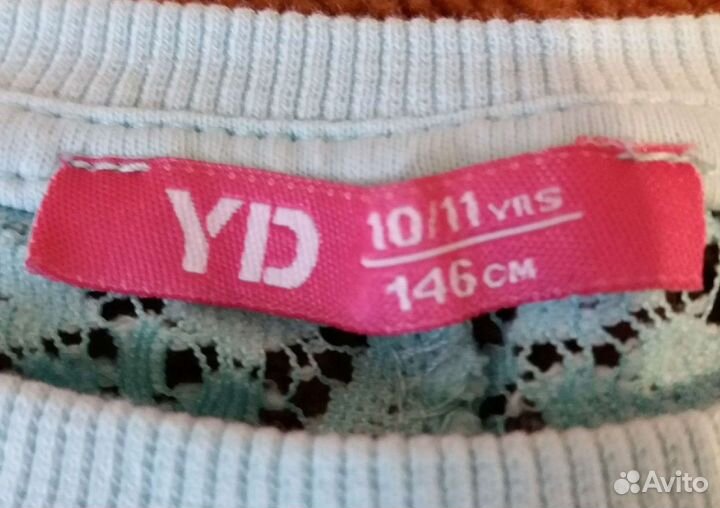 YD
10/11 YRS
146 CM
Avito